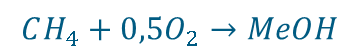 CH₄ + 0,5O₂ → MeOH